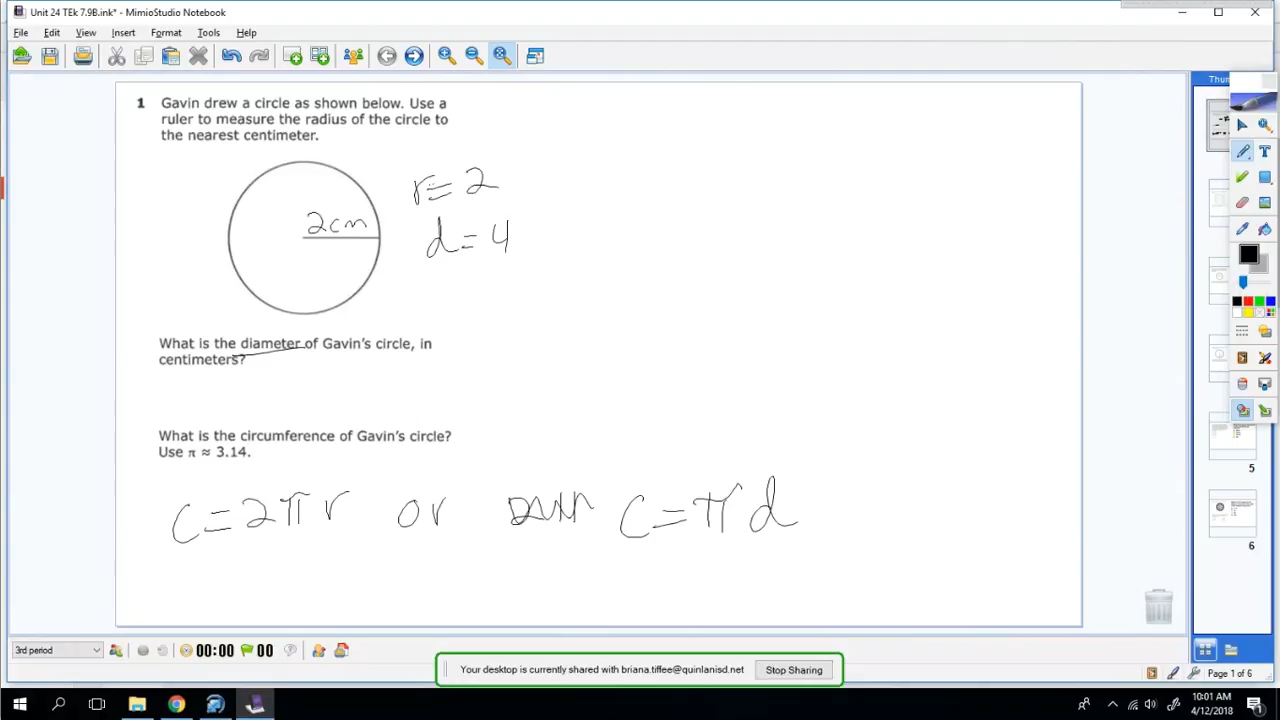 Unit 24 TEk 7.9B.ink* - MimioStudio Notebook
File Edit View Insert Format Tools Help
1 Gavin drew a circle as shown below. Use a
ruler to measure the radius of the circle to
the nearest centimeter.
2cm
r=2
d=4
What is the diameter of Gavin's circle, in
centimeters?
What is the circumference of Gavin's circle?
Use π ≈ 3.14.
C=2πr or C=πd
5
6
3rd period
00:00
00
Your desktop is currently shared with briana.tiffee@quinlanisd.net Stop Sharing
Page 1 of 6
10:01 AM
4/12/2018